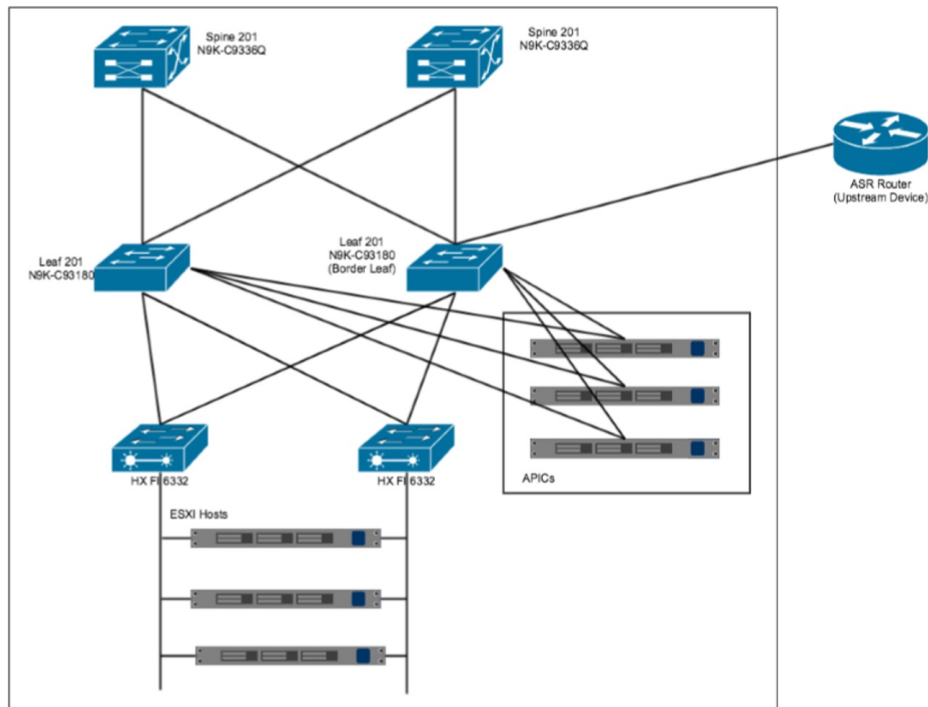 Spine 201
N9K-C9336Q
Spine 201
N9K-C9336Q
ASR Router
(Upstream Device)
Leaf 201
N9K-C93180
Leaf 201
N9K-C93180
(Border Leaf)
HX FI 6332
HX FI 6332
APICs
ESXI Hosts